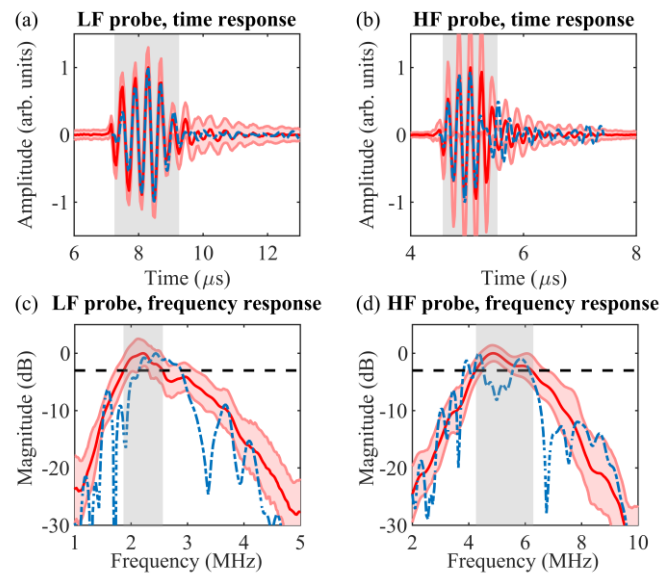 (a) LF probe, time response
Amplitude (arb. units)
1
0
-1
6 8 10 12
Time (μs)
(b) HF probe, time response
Amplitude (arb. units)
1
0
-1
4 6 8
Time (μs)
(c) LF probe, frequency response
Magnitude (dB)
0
-10
-20
-30
1 2 3 4 5
Frequency (MHz)
(d) HF probe, frequency response
Magnitude (dB)
0
-10
-20
-30
2 4 6 8 10
Frequency (MHz)